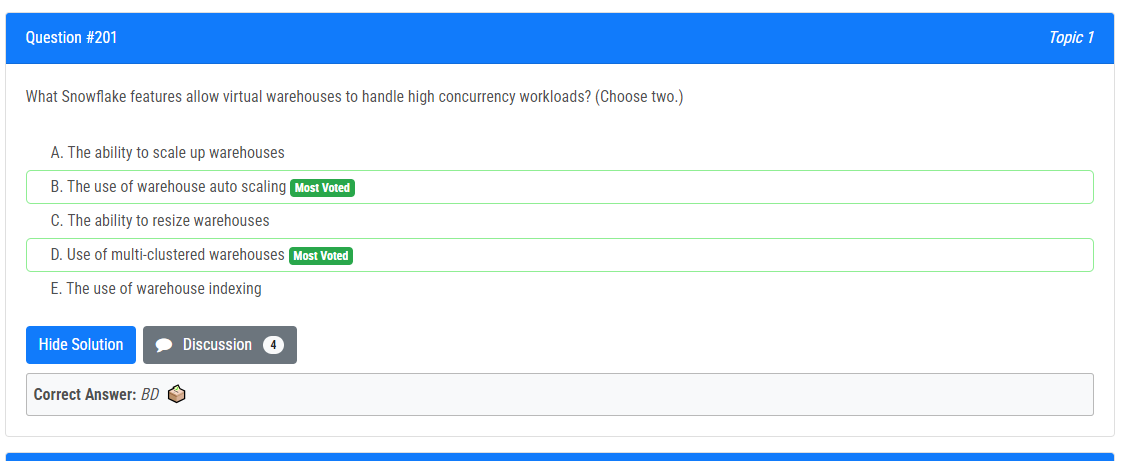 Question #201
Topic 1
What Snowflake features allow virtual warehouses to handle high concurrency workloads? (Choose two.)
A. The ability to scale up warehouses
B. The use of warehouse auto scaling Most Voted
C. The ability to resize warehouses
D. Use of multi-clustered warehouses Most Voted
E. The use of warehouse indexing
Hide Solution Discussion 4
Correct Answer: BD